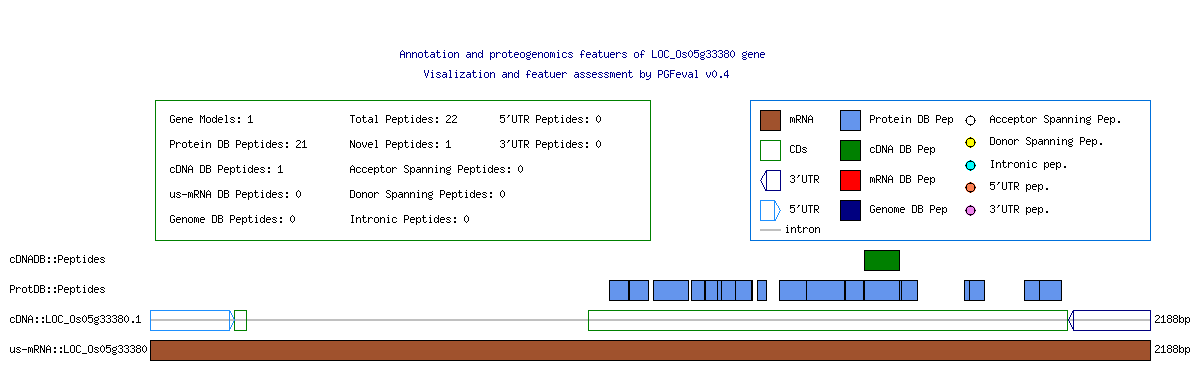 Annotation and proteogenomics featuers of LOC_Os05g33380 gene
Visalization and featuer assessment by PGFeval v0.4
Gene Models: 1 Total Peptides: 22 5'UTR Peptides: 0
Protein DB Peptides: 21 Novel Peptides: 1 3'UTR Peptides: 0
cDNA DB Peptides: 1 Acceptor Spanning Peptides: 0
us-mRNA DB Peptides: 0 Donor Spanning Peptides: 0
Genome DB Peptides: 0 Intronic Peptides: 0
mRNA Protein DB Pep Acceptor Spanning Pep.
CDs cDNA DB Pep Donor Spanning Pep.
3'UTR mRNA DB Pep Intronic pep.
5'UTR Genome DB Pep 5'UTR pep.
intron 3'UTR pep.
cDNADB::Peptides
ProtDB::Peptides
cDNA::LOC_Os05g33380.1 2188bp
us-mRNA::LOC_Os05g33380 2188bp